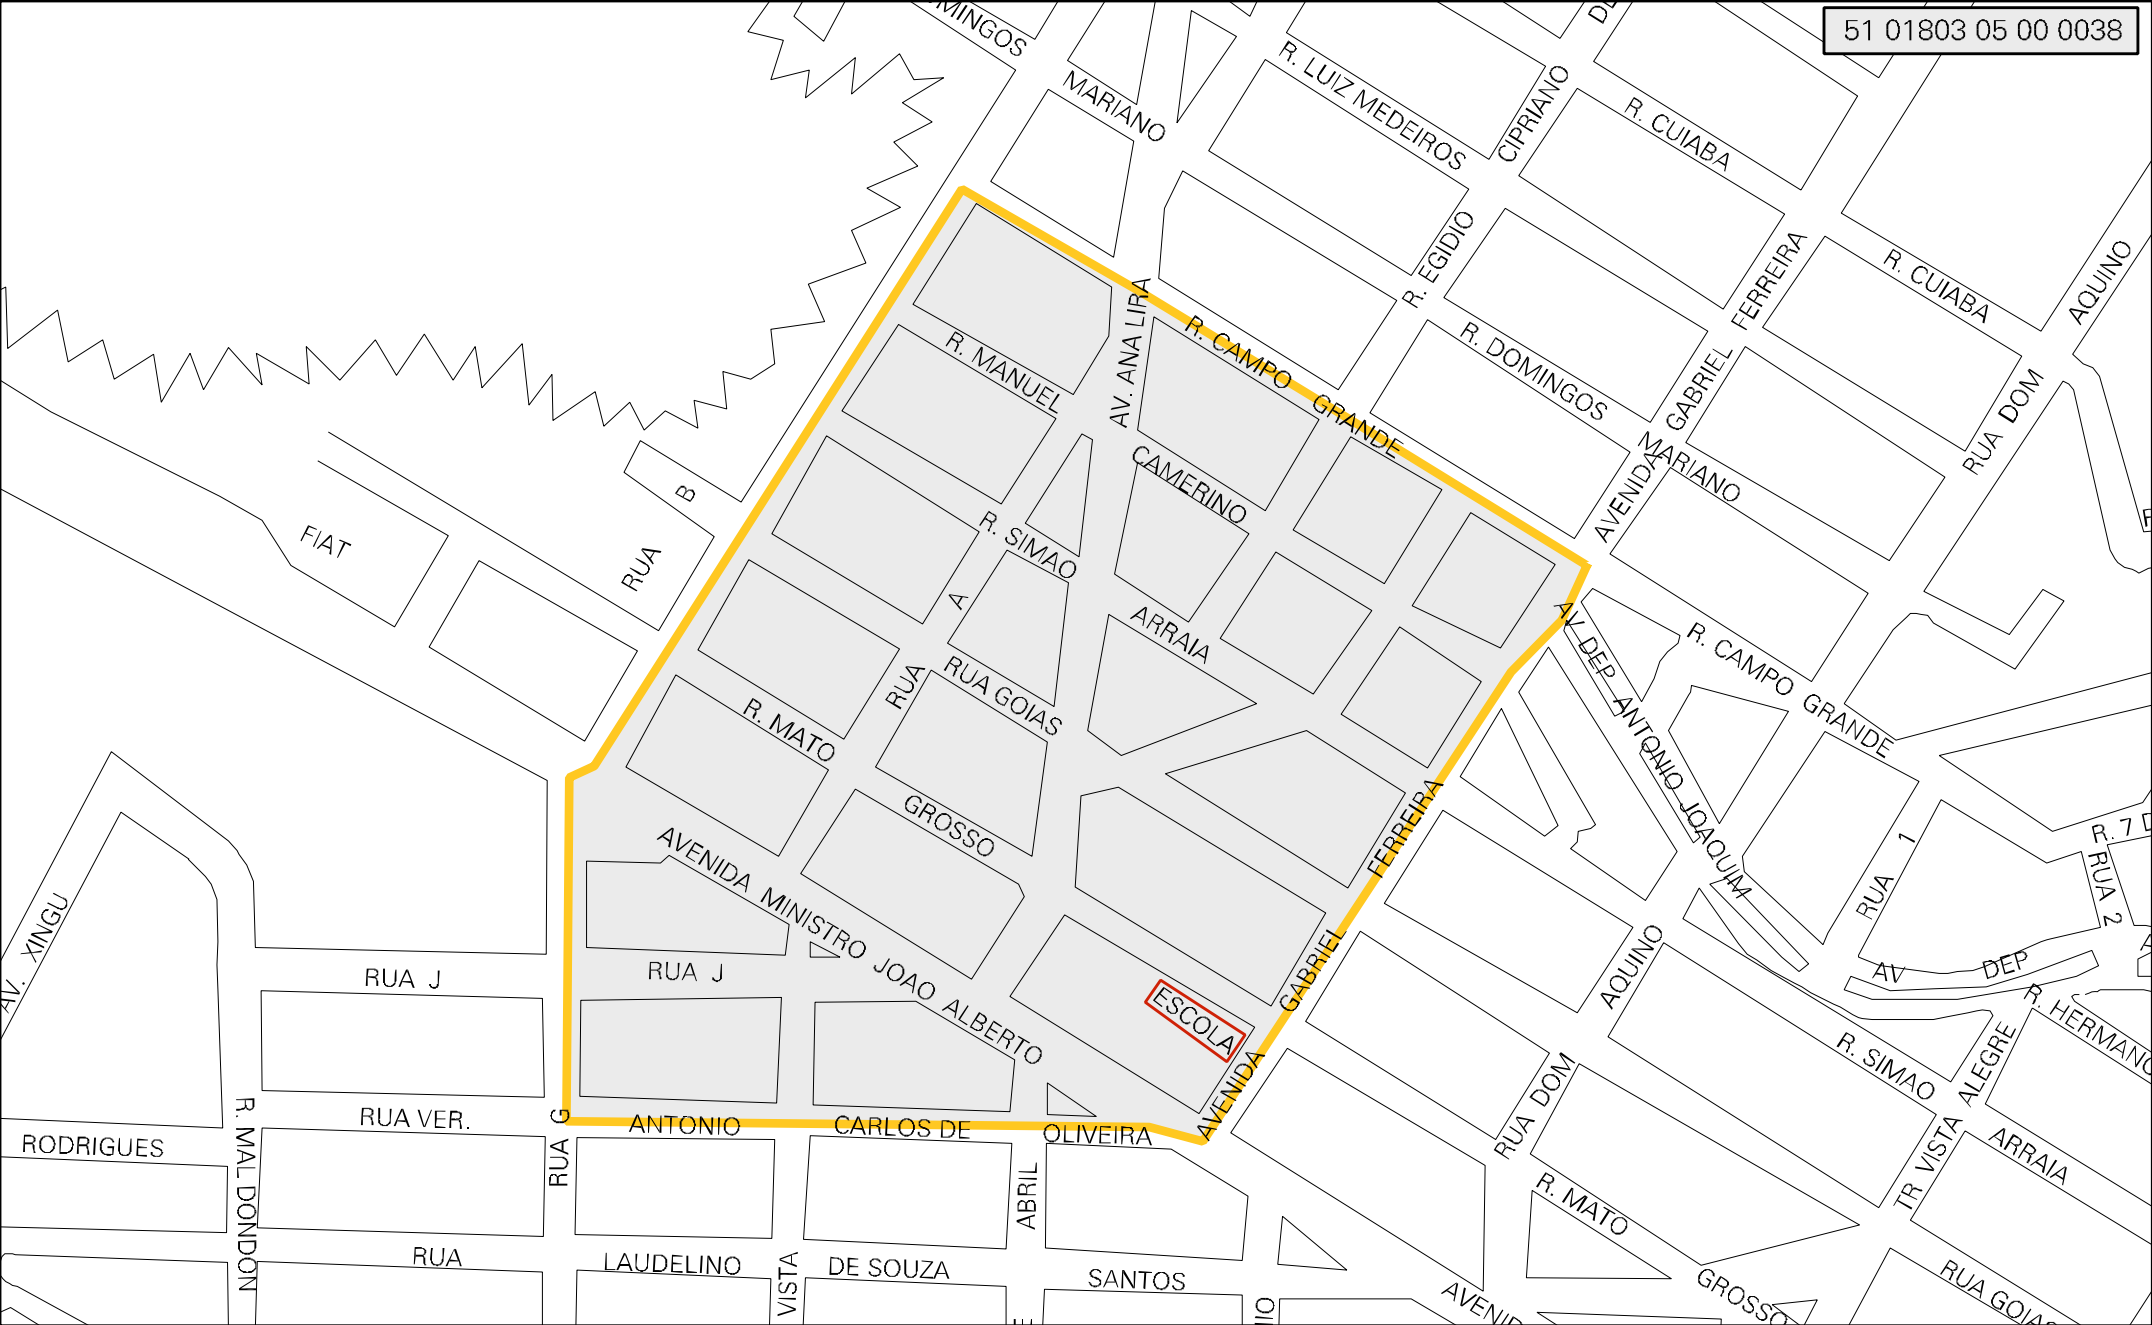 51 01803 05 00 0038
MINGOS
MARIANO
R. LUIZ MEDEIROS
CIPRIANO
R. CUIABA
R. EGIDIO
FERREIRA
R. CUIABA
AQUINO
AV. ANA LIRA
R. CAMPO
GRANDE
R. DOMINGOS
GABRIEL
MARIANO
RUA DOM
AVENIDA
R. MANUEL
CAMERINO
B
RUA
FIAT
R. SIMAO
ARRAIA
A
RUA
RUA GOIAS
AV DEP ANTONIO JOAQUIM
R. CAMPO
GRANDE
R. MATO
GROSSO
FERREIRA
AVENIDA MINISTRO JOAO ALBERTO
RUA 1
R. 7 D
RUA 2
AV. XINGU
RUA J
RUA J
GABRIEL
AQUINO
AV DEP
ESCOLA
R. HERMANO
R. SIMAO
AVENIDA
RUA DOM
TR VISTA ALEGRE
ARRAIA
RODRIGUES
R. MAL DONDON
RUA VER.
RUA G
ANTONIO
CARLOS DE
OLIVEIRA
ABRIL
R. MATO
GROSSO
RUA
LAUDELINO
VISTA
DE SOUZA
SANTOS
IO
AVENID
RUA GOIAS